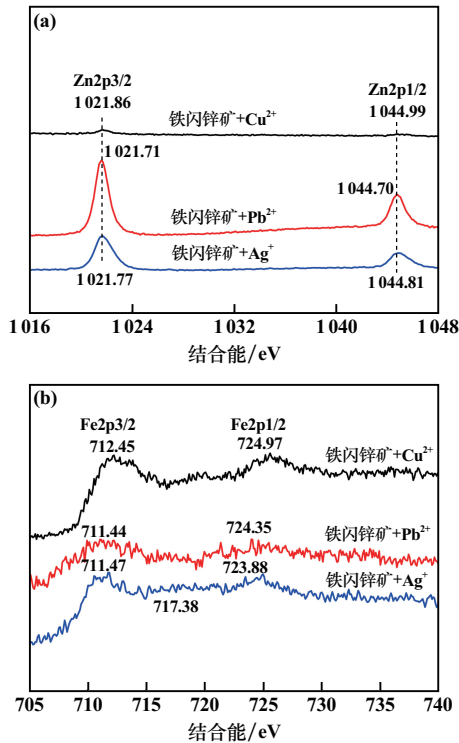 (a)
Zn2p3/2
1 021.86
Zn2p1/2
1 044.99
铁闪锌矿+Cu²⁺
1 021.71
1 044.70
铁闪锌矿+Pb²⁺
铁闪锌矿+Ag⁺
1 021.77
1 044.81
1 016 1 024 1 032 1 040 1 048
结合能/eV
(b)
Fe2p3/2
712.45
Fe2p1/2
724.97
铁闪锌矿+Cu²⁺
711.44
724.35
铁闪锌矿+Pb²⁺
711.47
723.88
铁闪锌矿+Ag⁺
717.38
705 710 715 720 725 730 735 740
结合能/eV